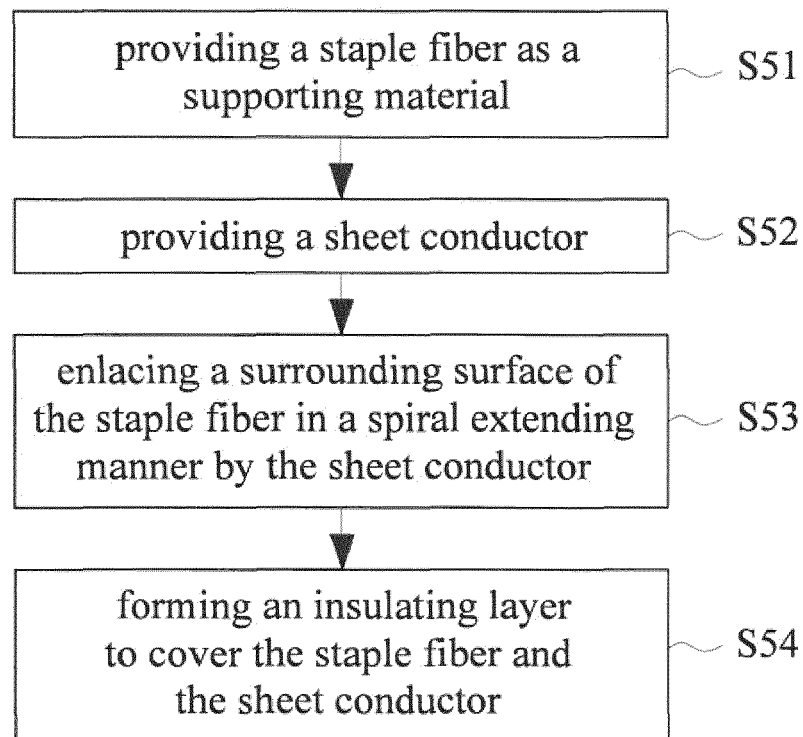 providing a staple fiber as a
supporting material
S51
providing a sheet conductor
S52
enlacing a surrounding surface of
the staple fiber in a spiral extending
manner by the sheet conductor
S53
forming an insulating layer
to cover the staple fiber and
the sheet conductor
S54